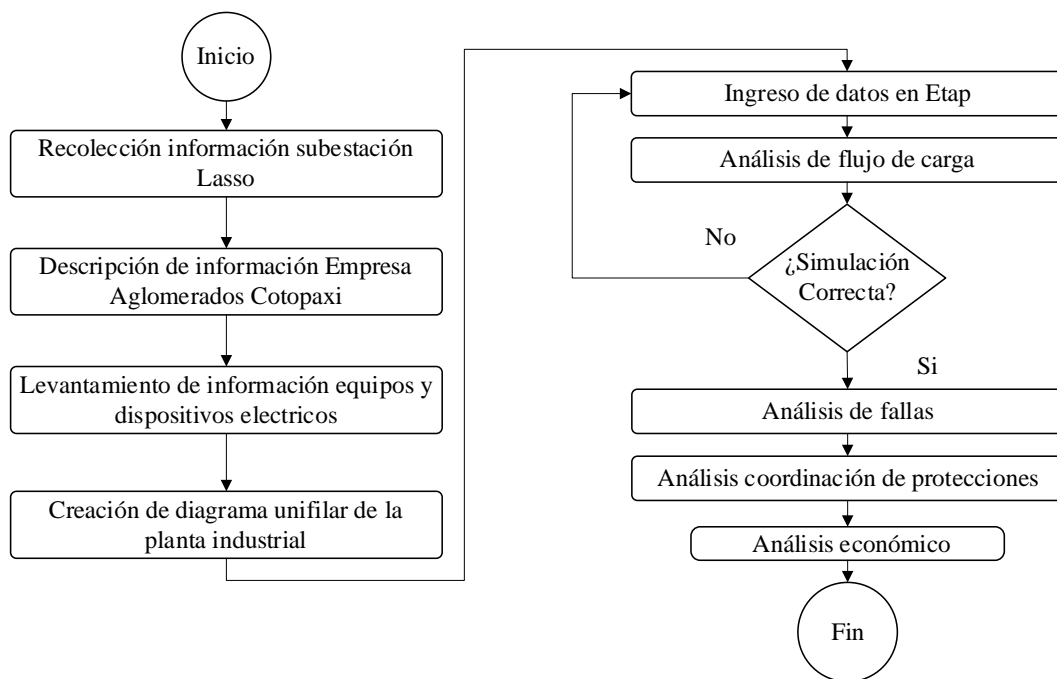 Inicio
Recolección información subestación
Lasso
Descripción de información Empresa
Aglomerados Cotopaxi
Levantamiento de información equipos y
dispositivos electricos
Creación de diagrama unifilar de la
planta industrial
Ingreso de datos en Etap
Análisis de flujo de carga
No
¿Simulación
Correcta?
Si
Análisis de fallas
Análisis coordinación de protecciones
Análisis económico
Fin